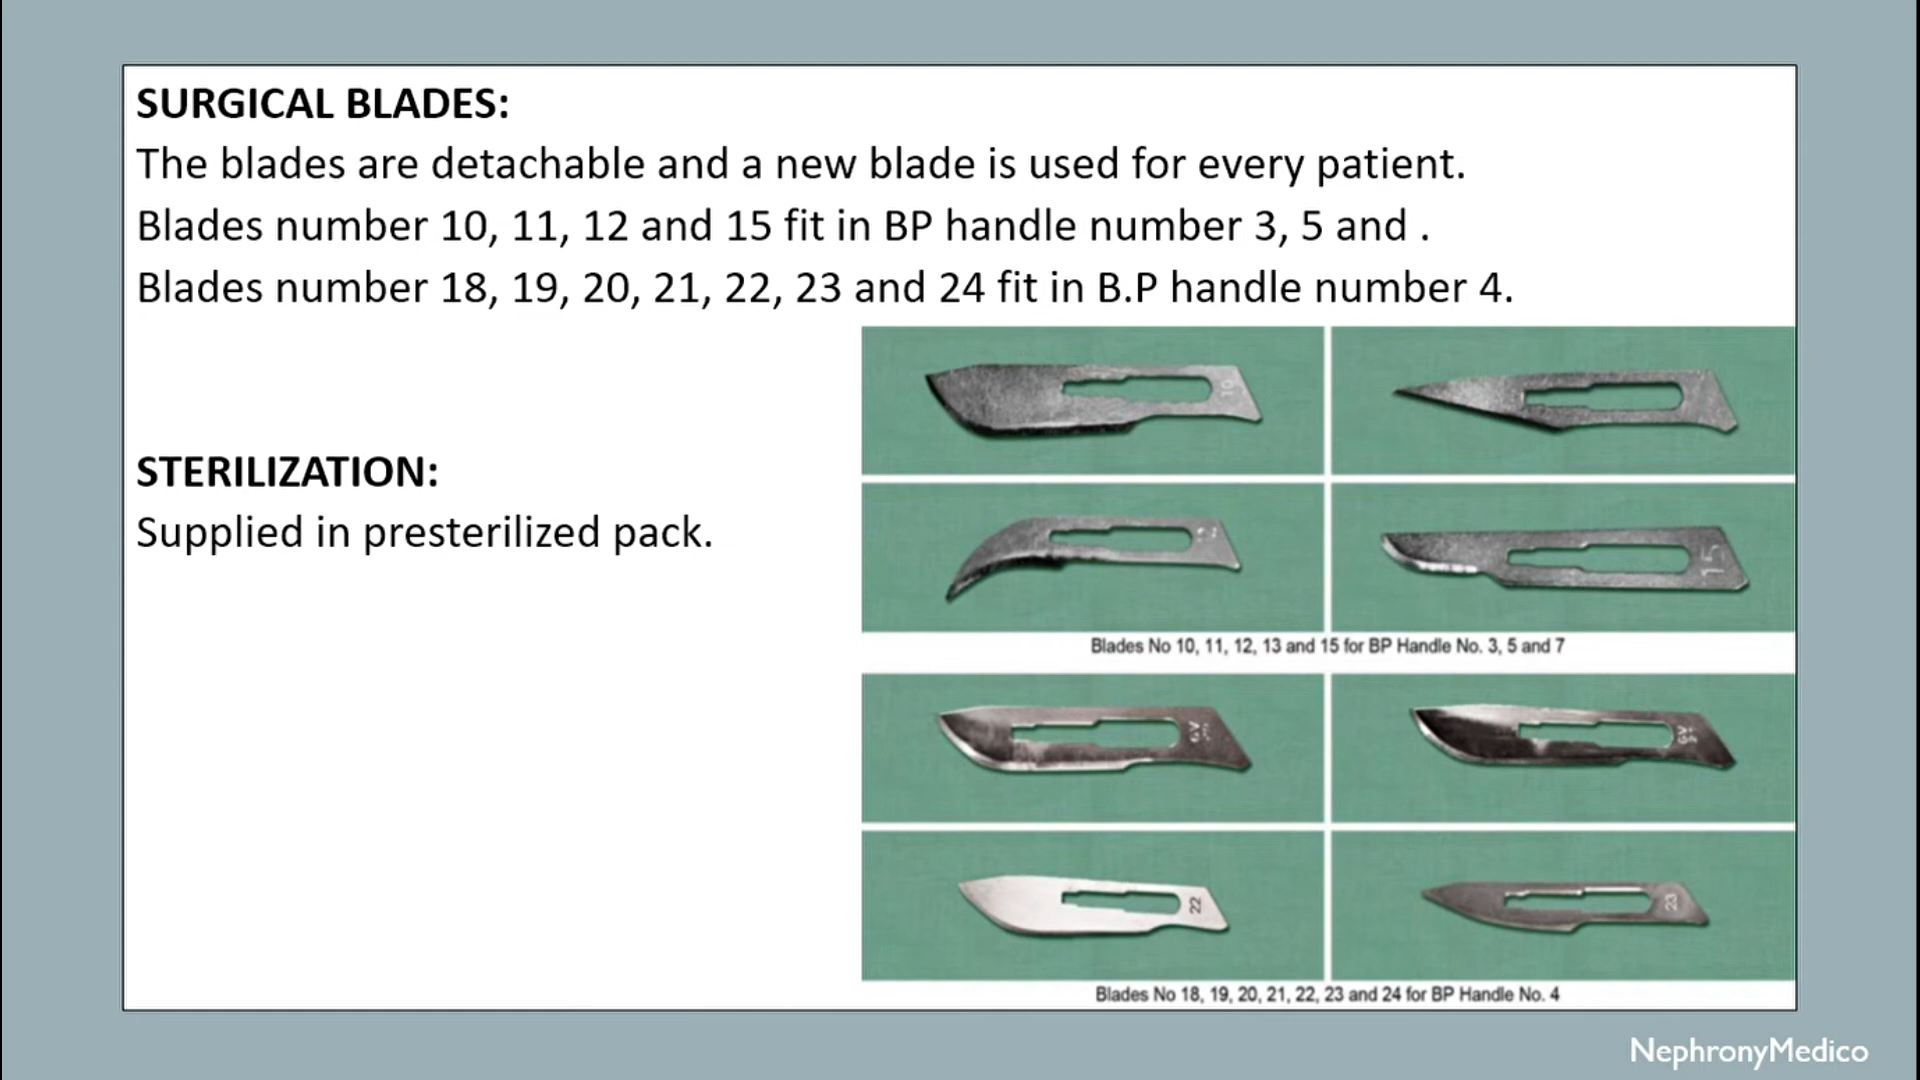 SURGICAL BLADES:
The blades are detachable and a new blade is used for every patient.
Blades number 10, 11, 12 and 15 fit in BP handle number 3, 5 and .
Blades number 18, 19, 20, 21, 22, 23 and 24 fit in B.P handle number 4.
STERILIZATION:
Supplied in presterilized pack.
10
12
15
Blades No 10, 11, 12, 13 and 15 for BP Handle No. 3, 5 and 7
22
23
Blades No 18, 19, 20, 21, 22, 23 and 24 for BP Handle No. 4
NephronyMedico